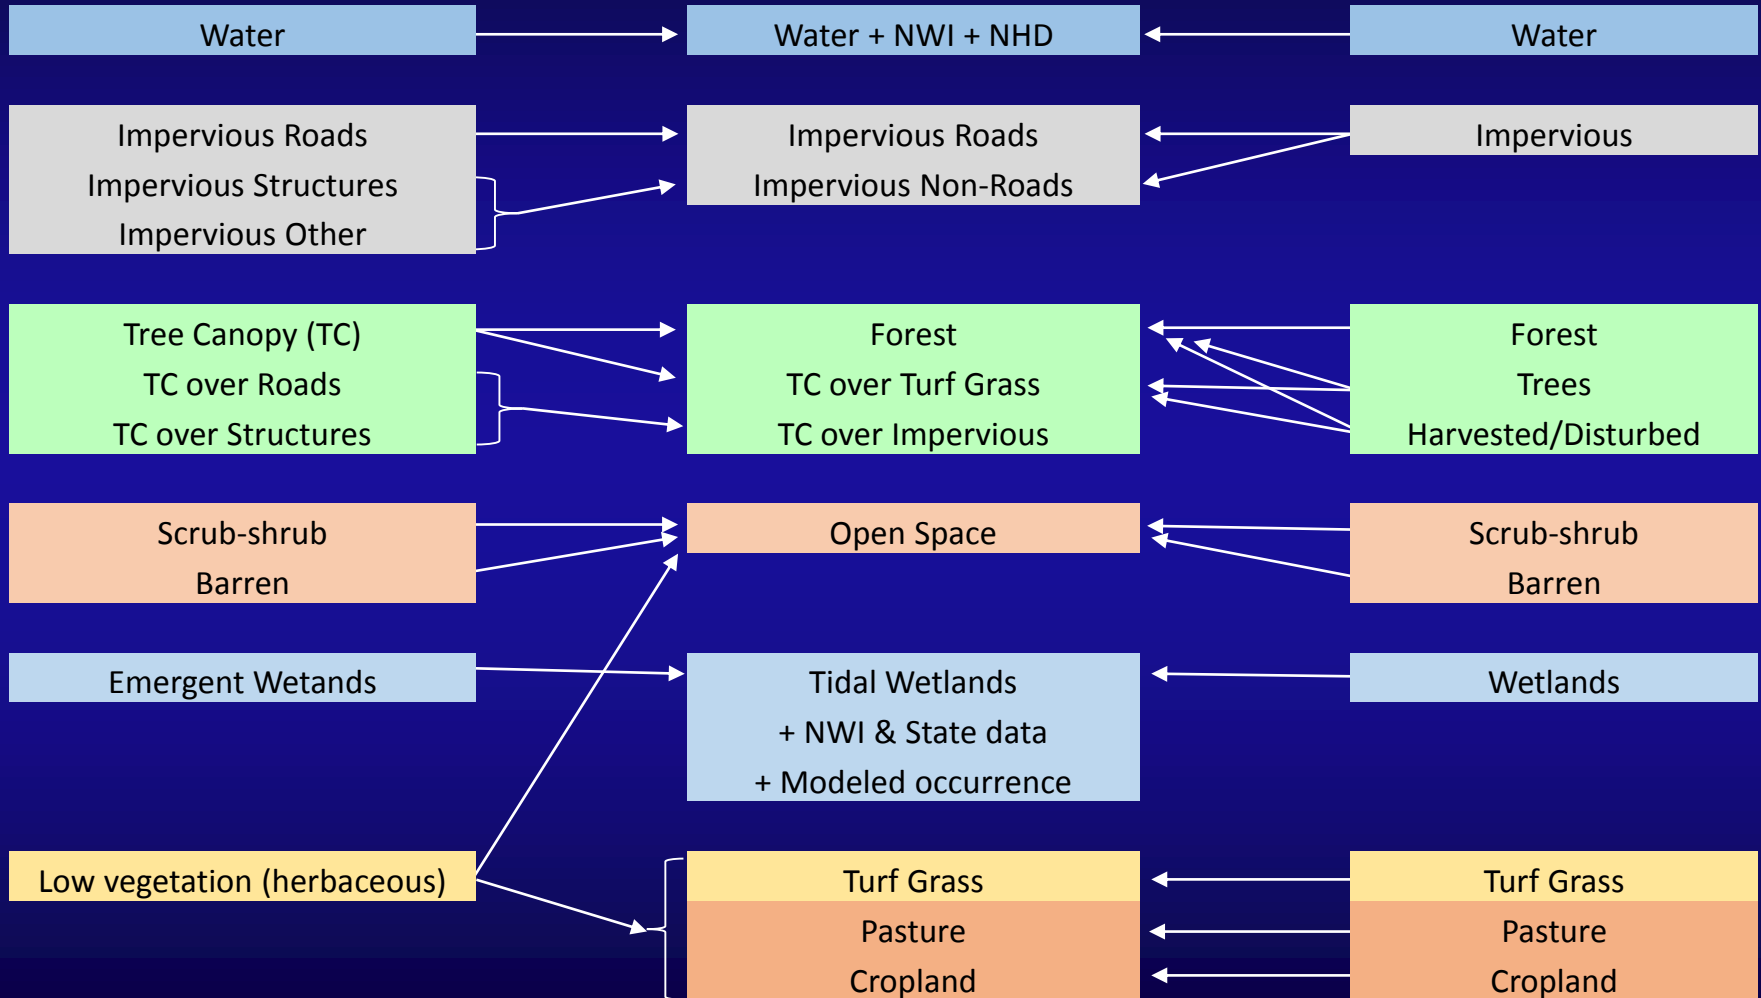 Water
Water + NWI + NHD
Water
Impervious Roads
Impervious Structures
Impervious Other
Impervious Roads
Impervious Non-Roads
Impervious
Tree Canopy (TC)
TC over Roads
TC over Structures
Forest
TC over Turf Grass
TC over Impervious
Forest
Trees
Harvested/Disturbed
Scrub-shrub
Barren
Open Space
Scrub-shrub
Barren
Emergent Wetands
Tidal Wetlands
+ NWI & State data
+ Modeled occurrence
Wetlands
Low vegetation (herbaceous)
Turf Grass
Pasture
Cropland
Turf Grass
Pasture
Cropland